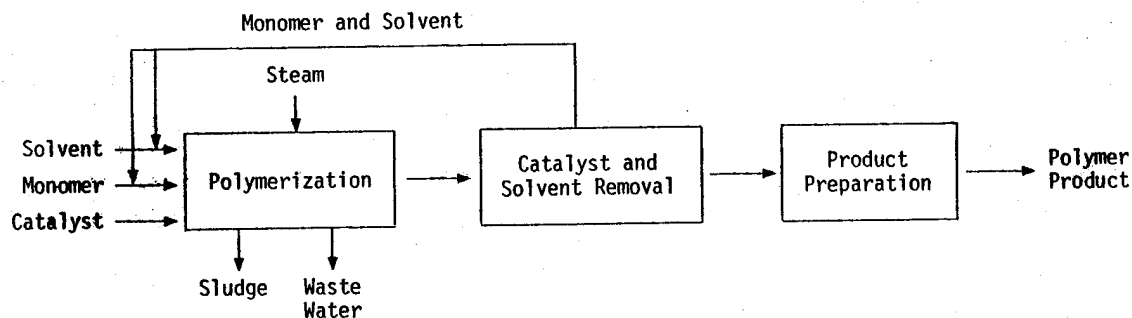 Monomer and Solvent
Steam
Solvent
Monomer
Catalyst
Polymerization
Catalyst and
Solvent Removal
Product
Preparation
Polymer
Product
Sludge
Waste
Water